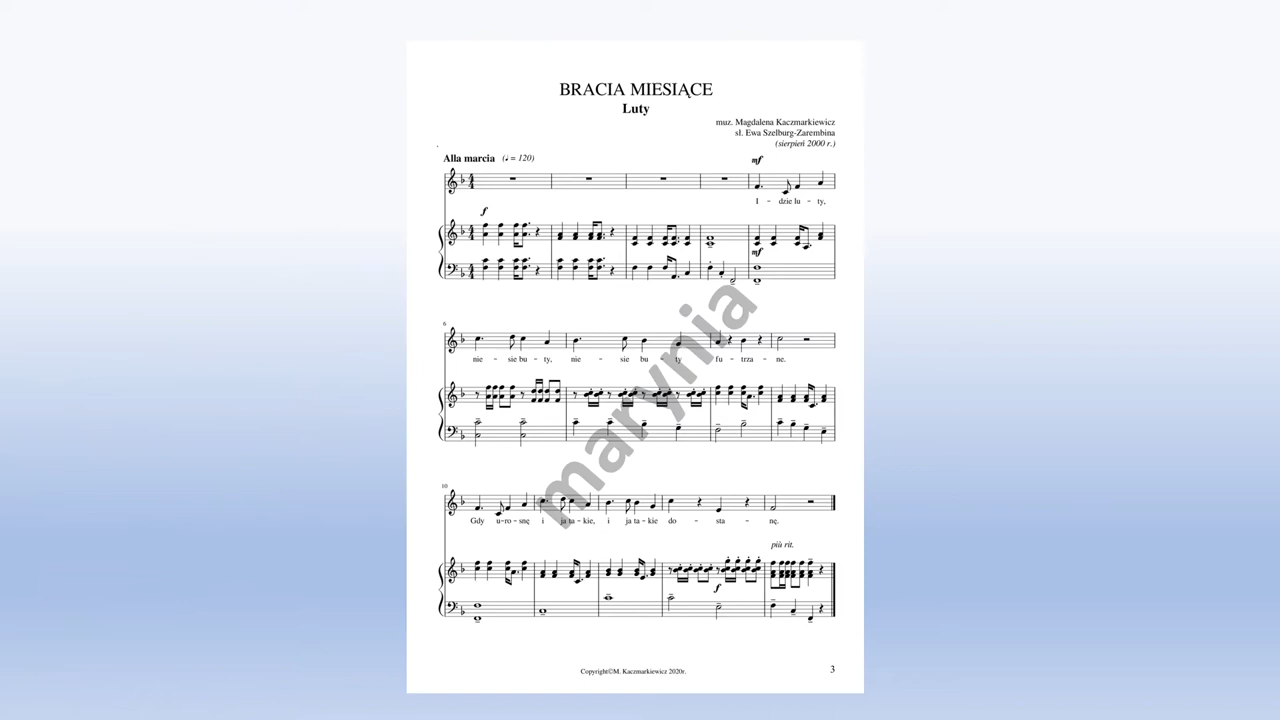 BRACIA MIESIĄCE
Luty
muz. Magdalena Kaczmarkiewicz
sł. Ewa Szelburg-Zarembina
(sierpień 2000 r.)
Alla marcia (♩ = 120)
mf
I - dzie lu - ty,
f
mf
6
nie - sie bu - ty, nie - sie bu - ty fu - trza - ne.
marynia
10
Gdy u - ro - snę i ja ta - kie, i ja ta - kie do - sta - nę.
più rit.
f
Copyright©M. Kaczmarkiewicz 2020r.
3